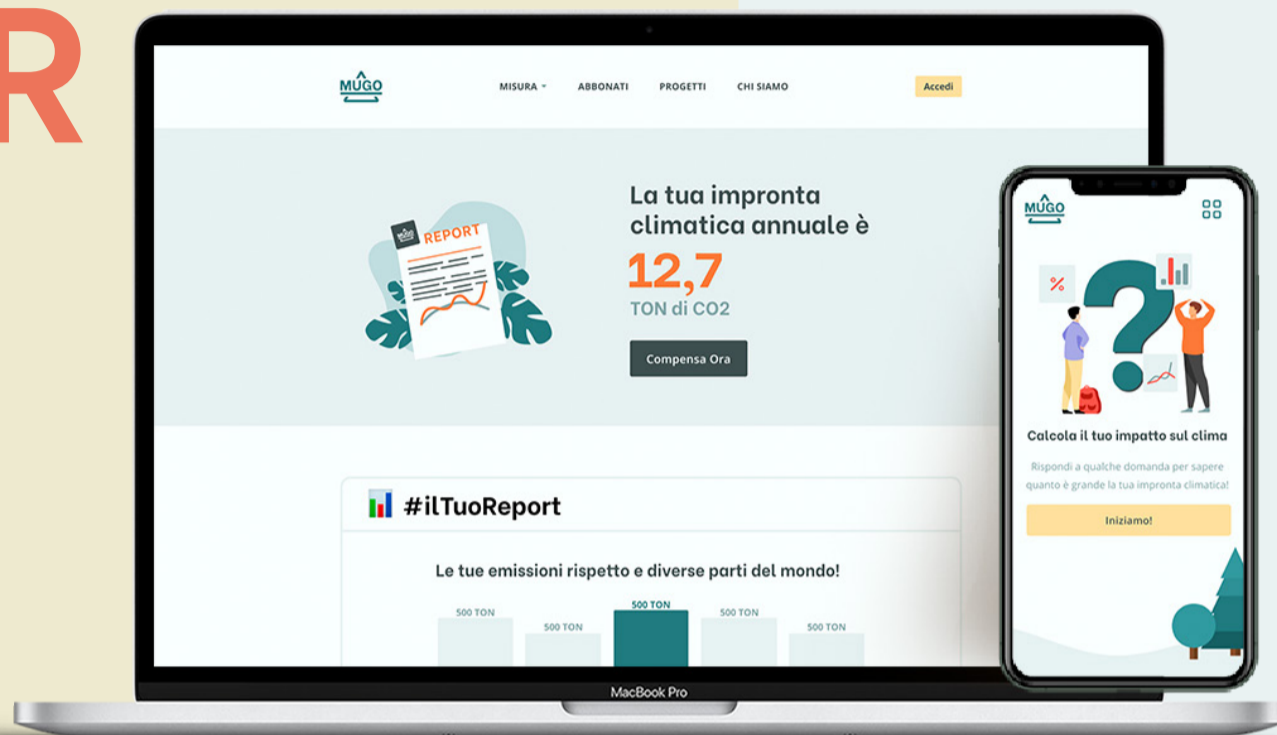 R
MUGO
MISURA
ABBONATI
PROGETTI
CHI SIAMO
Accedi
MUGO
REPORT
La tua impronta
climatica annuale è
12,7
TON di CO2
Compensa Ora
#ilTuoReport
Le tue emissioni rispetto e diverse parti del mondo!
500 TON
500 TON
500 TON
500 TON
500 TON
MacBook Pro
MUGO
%
?
Calcola il tuo impatto sul clima
Rispondi a qualche domanda per sapere
quanto è grande la tua impronta climatica!
Iniziamo!